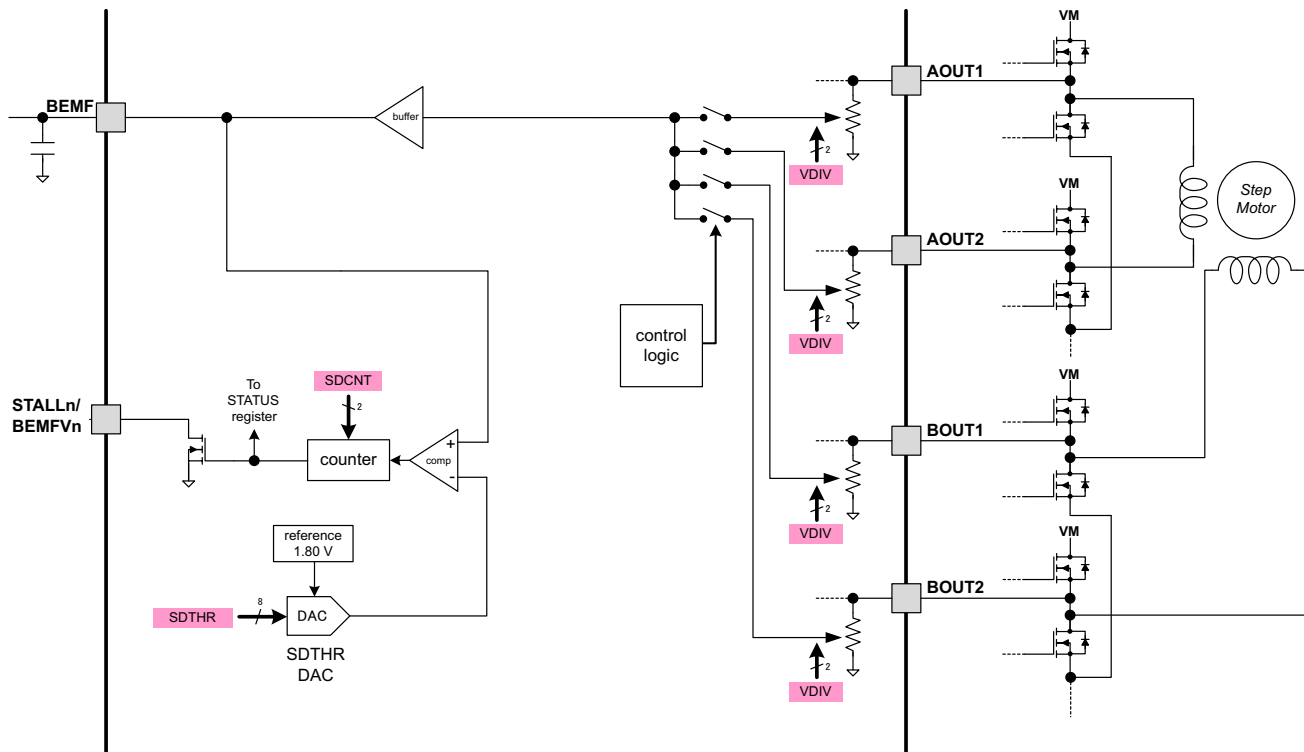 VM
AOUT1
BEMF
buffer
2
VDIV
VM
Step
Motor
AOUT2
2
VDIV
control
logic
To
STATUS
register
SDCNT
2
STALLn/
BEMFVn
counter
comp
+
-
VM
BOUT1
2
VDIV
reference
1.80 V
VM
BOUT2
SDTHR
8
DAC
SDTHR
DAC
2
VDIV